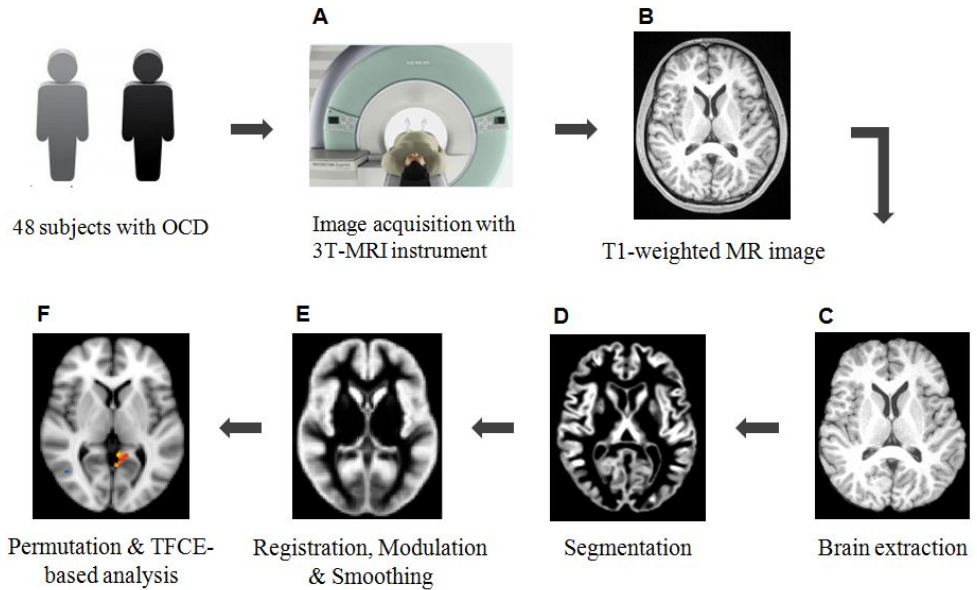 A
B
48 subjects with OCD
Image acquisition with
3T-MRI instrument
T1-weighted MR image
F
E
D
C
Permutation & TFCE-
based analysis
Registration, Modulation
& Smoothing
Segmentation
Brain extraction